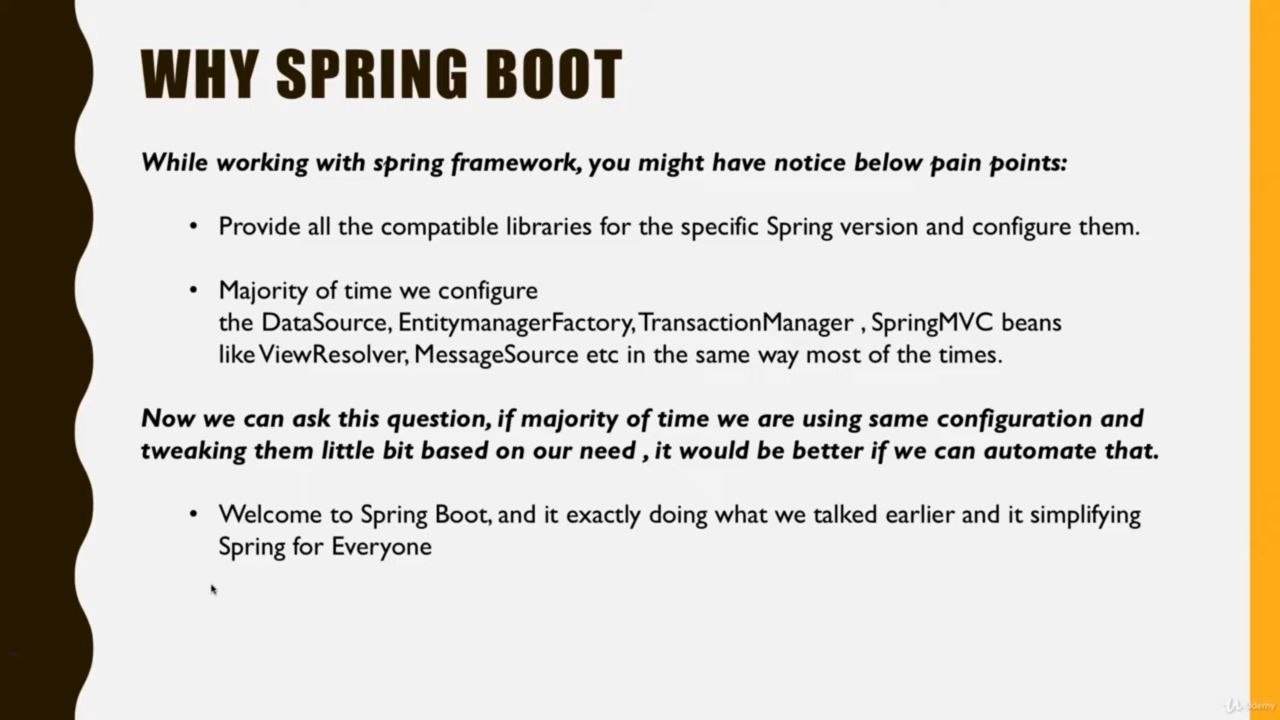 WHY SPRING BOOT
While working with spring framework, you might have notice below pain points:
• Provide all the compatible libraries for the specific Spring version and configure them.
• Majority of time we configure
the DataSource, EntitymanagerFactory, TransactionManager , SpringMVC beans
like ViewResolver, MessageSource etc in the same way most of the times.
Now we can ask this question, if majority of time we are using same configuration and
tweaking them little bit based on our need , it would be better if we can automate that.
• Welcome to Spring Boot, and it exactly doing what we talked earlier and it simplifying
Spring for Everyone
udemy